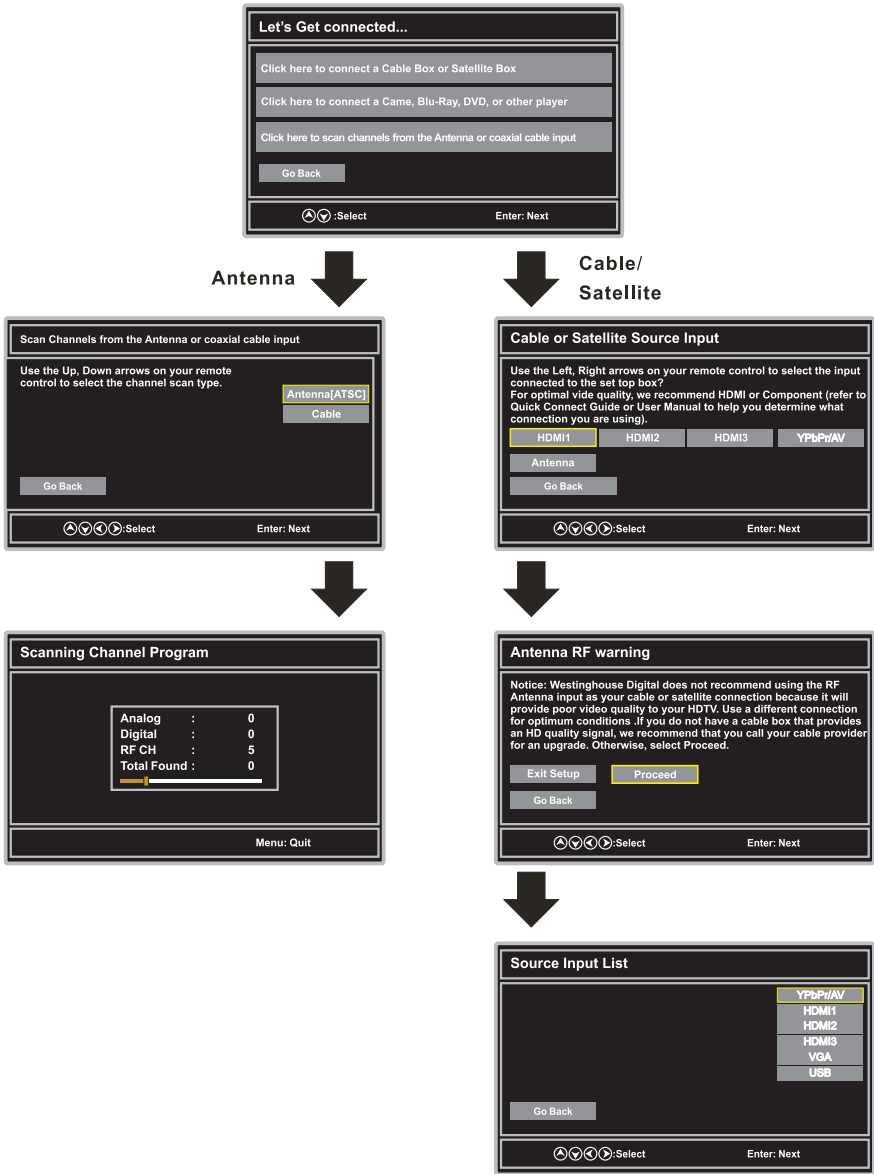 Let's Get connected...
Click here to connect a Cable Box or Satellite Box
Click here to connect a Came, Blu-Ray, DVD, or other player
Click here to scan channels from the Antenna or coaxial cable input
Go Back
:Select Enter: Next
Antenna
Cable/
Satellite
Scan Channels from the Antenna or coaxial cable input
Use the Up, Down arrows on your remote
control to select the channel scan type.
Antenna[ATSC]
Cable
Go Back
:Select Enter: Next
Cable or Satellite Source Input
Use the Left, Right arrows on your remote control to select the input
connected to the set top box?
For optimal vide quality, we recommend HDMI or Component (refer to
Quick Connect Guide or User Manual to help you determine what
connection you are using).
HDMI1 HDMI2 HDMI3 YPbPr/AV
Antenna
Go Back
:Select Enter: Next
Scanning Channel Program
Analog : 0
Digital : 0
RF CH : 5
Total Found : 0
Menu: Quit
Antenna RF warning
Notice: Westinghouse Digital does not recommend using the RF
Antenna input as your cable or satellite connection because it will
provide poor video quality to your HDTV. Use a different connection
for optimum conditions .If you do not have a cable box that provides
an HD quality signal, we recommend that you call your cable provider
for an upgrade. Otherwise, select Proceed.
Exit Setup Proceed
Go Back
:Select Enter: Next
Source Input List
YPbPr/AV
HDMI1
HDMI2
HDMI3
VGA
USB
Go Back
:Select Enter: Next